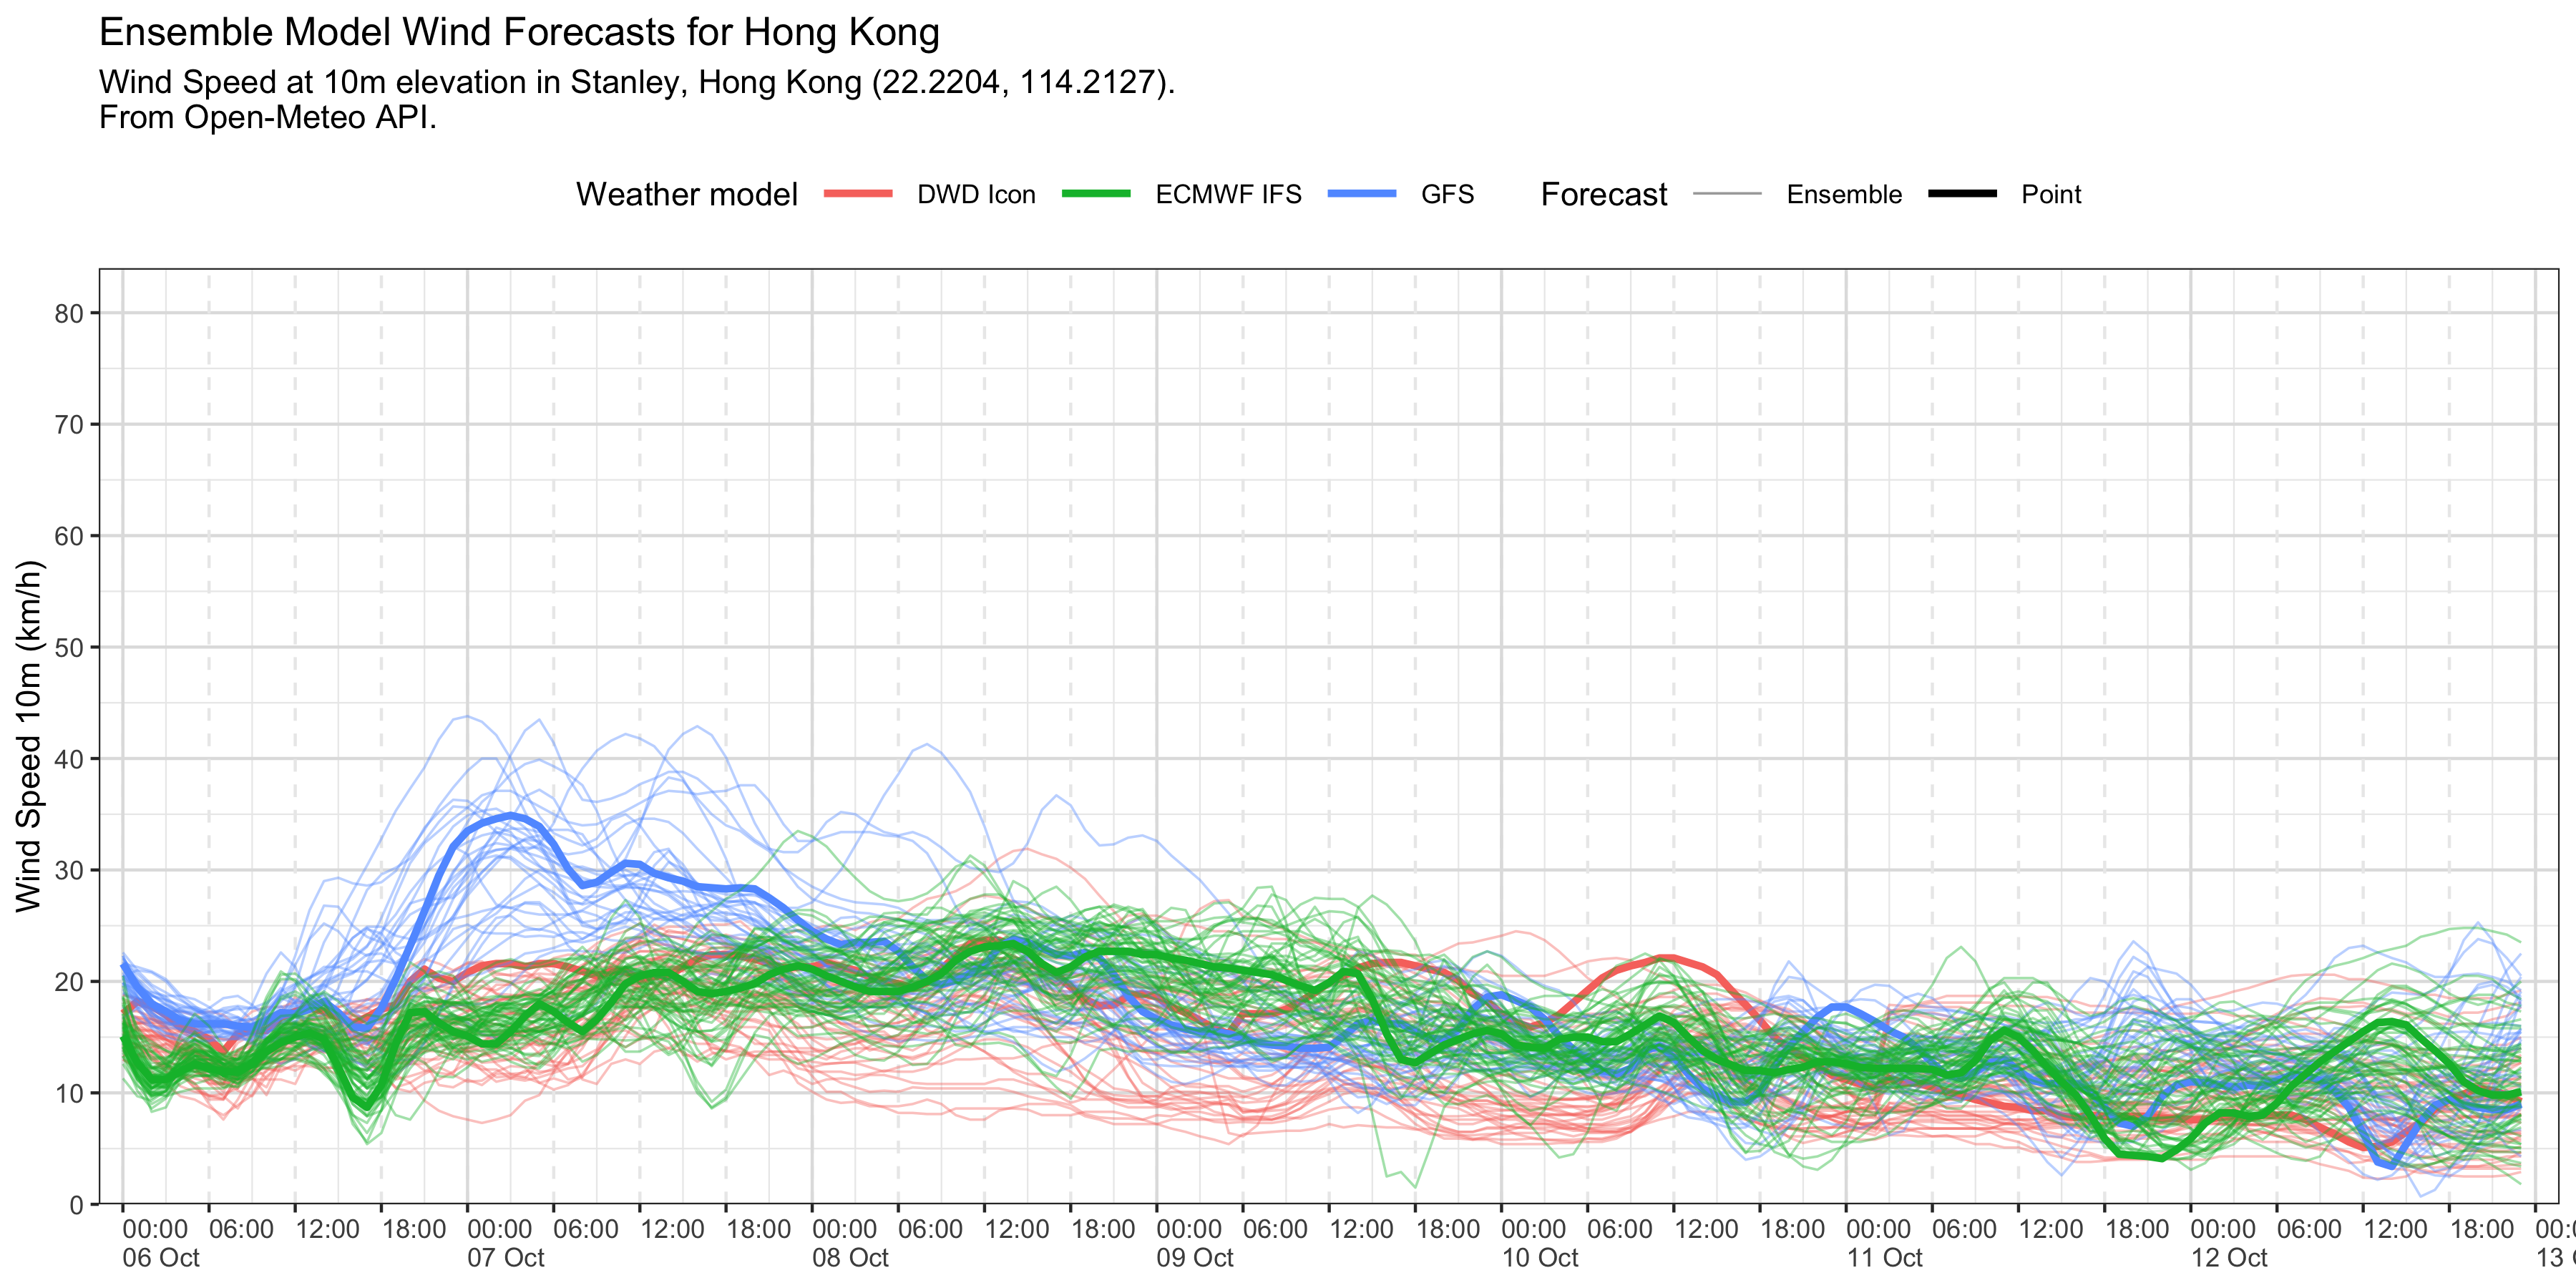 Ensemble Model Wind Forecasts for Hong Kong
Wind Speed at 10m elevation in Stanley, Hong Kong (22.2204, 114.2127).
From Open-Meteo API.
Weather model DWD Icon ECMWF IFS GFS Forecast Ensemble Point
Wind Speed 10m (km/h)
80
70
60
50
40
30
20
10
0
00:00 06:00 12:00 18:00 00:00 06:00 12:00 18:00 00:00 06:00 12:00 18:00 00:00 06:00 12:00 18:00 00:00 06:00 12:00 18:00 00:00 06:00 12:00 18:00 00:00 06:00 12:00 18:00
06 Oct 07 Oct 08 Oct 09 Oct 10 Oct 11 Oct 12 Oct 13